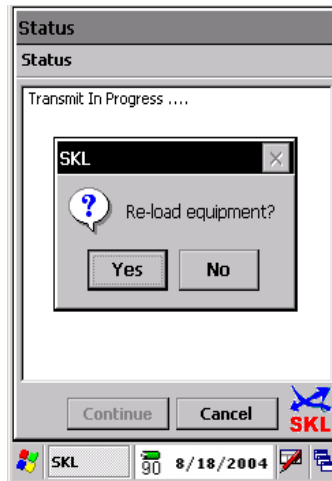 Status
Status
Transmit In Progress ....
SKL
Re-load equipment?
Yes No
Continue Cancel
SKL
SKL 90 8/18/2004